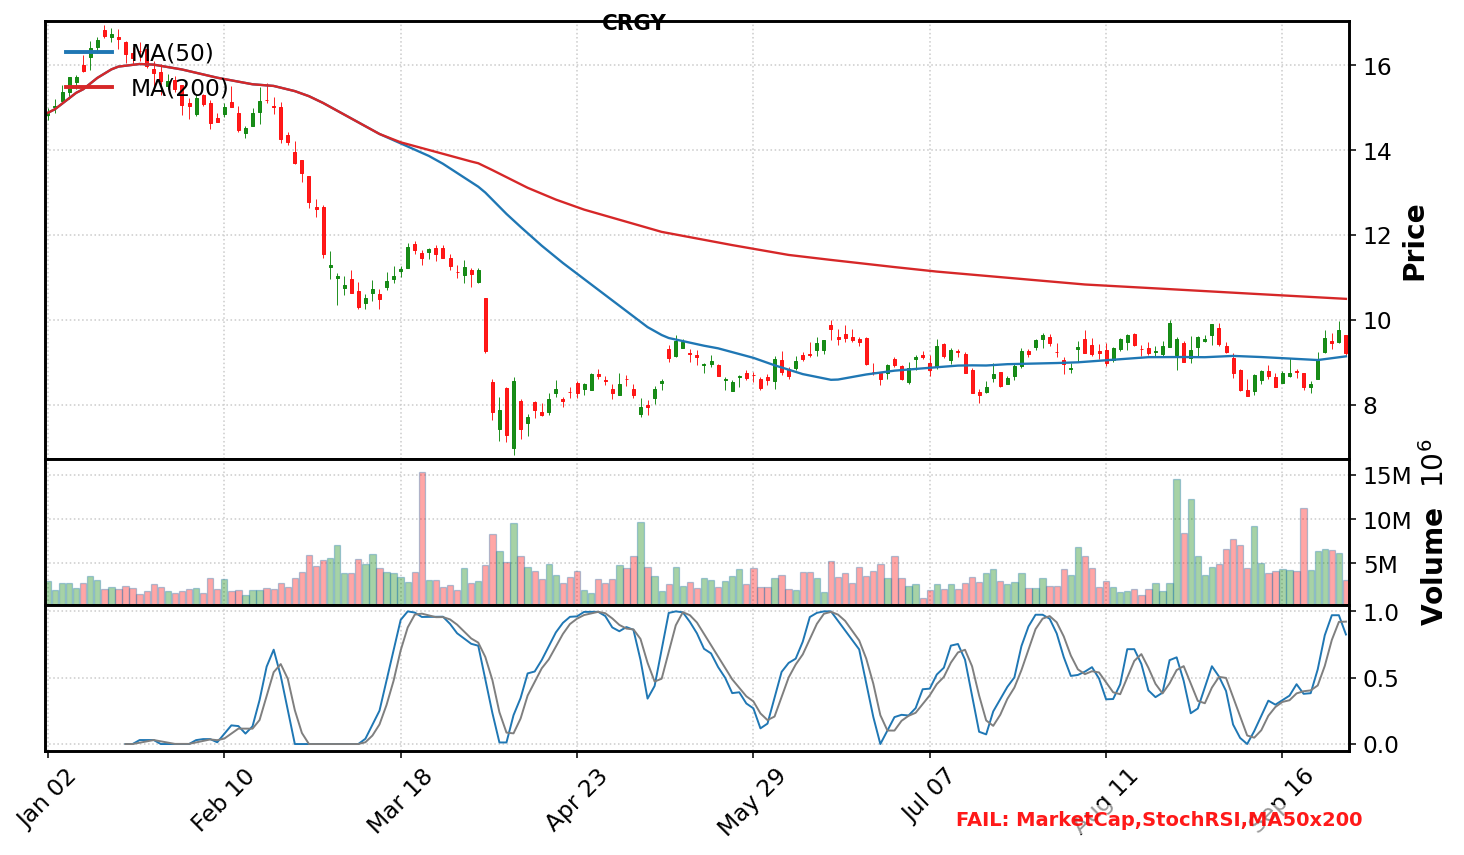 CRGY
MA(50)
MA(200)
16
14
12
10
8
Price
15M
10M
5M
Volume 10⁶
1.0
0.5
0.0
Jan 02
Feb 10
Mar 18
Apr 23
May 29
Jul 07
Aug 11
Sep 16
FAIL: MarketCap,StochRSI,MA50x200